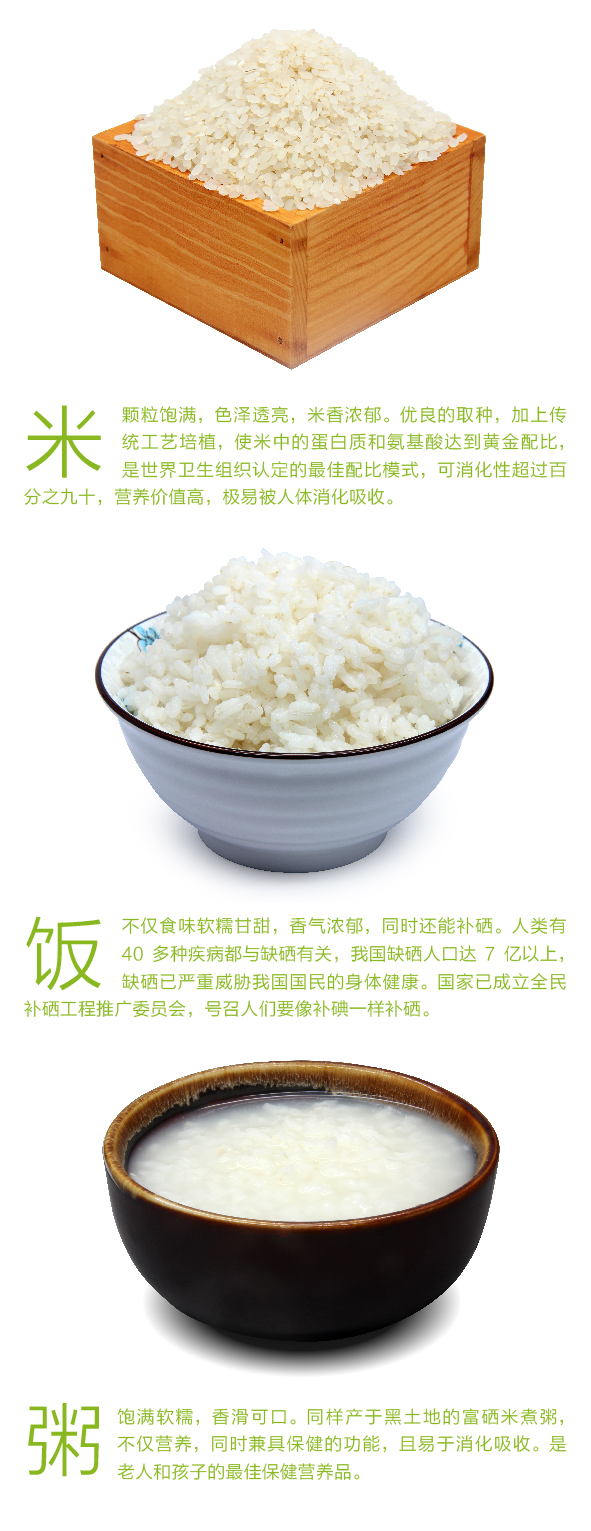 米
颗粒饱满，色泽透亮，米香浓郁。优良的取种，加上传
统工艺培植，使米中的蛋白质和氨基酸达到黄金配比，
是世界卫生组织认定的最佳配比模式，可消化性超过百
分之九十，营养价值高，极易被人体消化吸收。
饭
不仅食味软糯甘甜，香气浓郁，同时还能补硒。人类有
40 多种疾病都与缺硒有关，我国缺硒人口达 7 亿以上，
缺硒已严重威胁我国国民的身体健康。国家已成立全民
补硒工程推广委员会，号召人们要像补碘一样补硒。
粥
饱满软糯，香滑可口。同样产于黑土地的富硒米煮粥，
不仅营养，同时兼具保健的功能，且易于消化吸收。是
老人和孩子的最佳保健营养品。